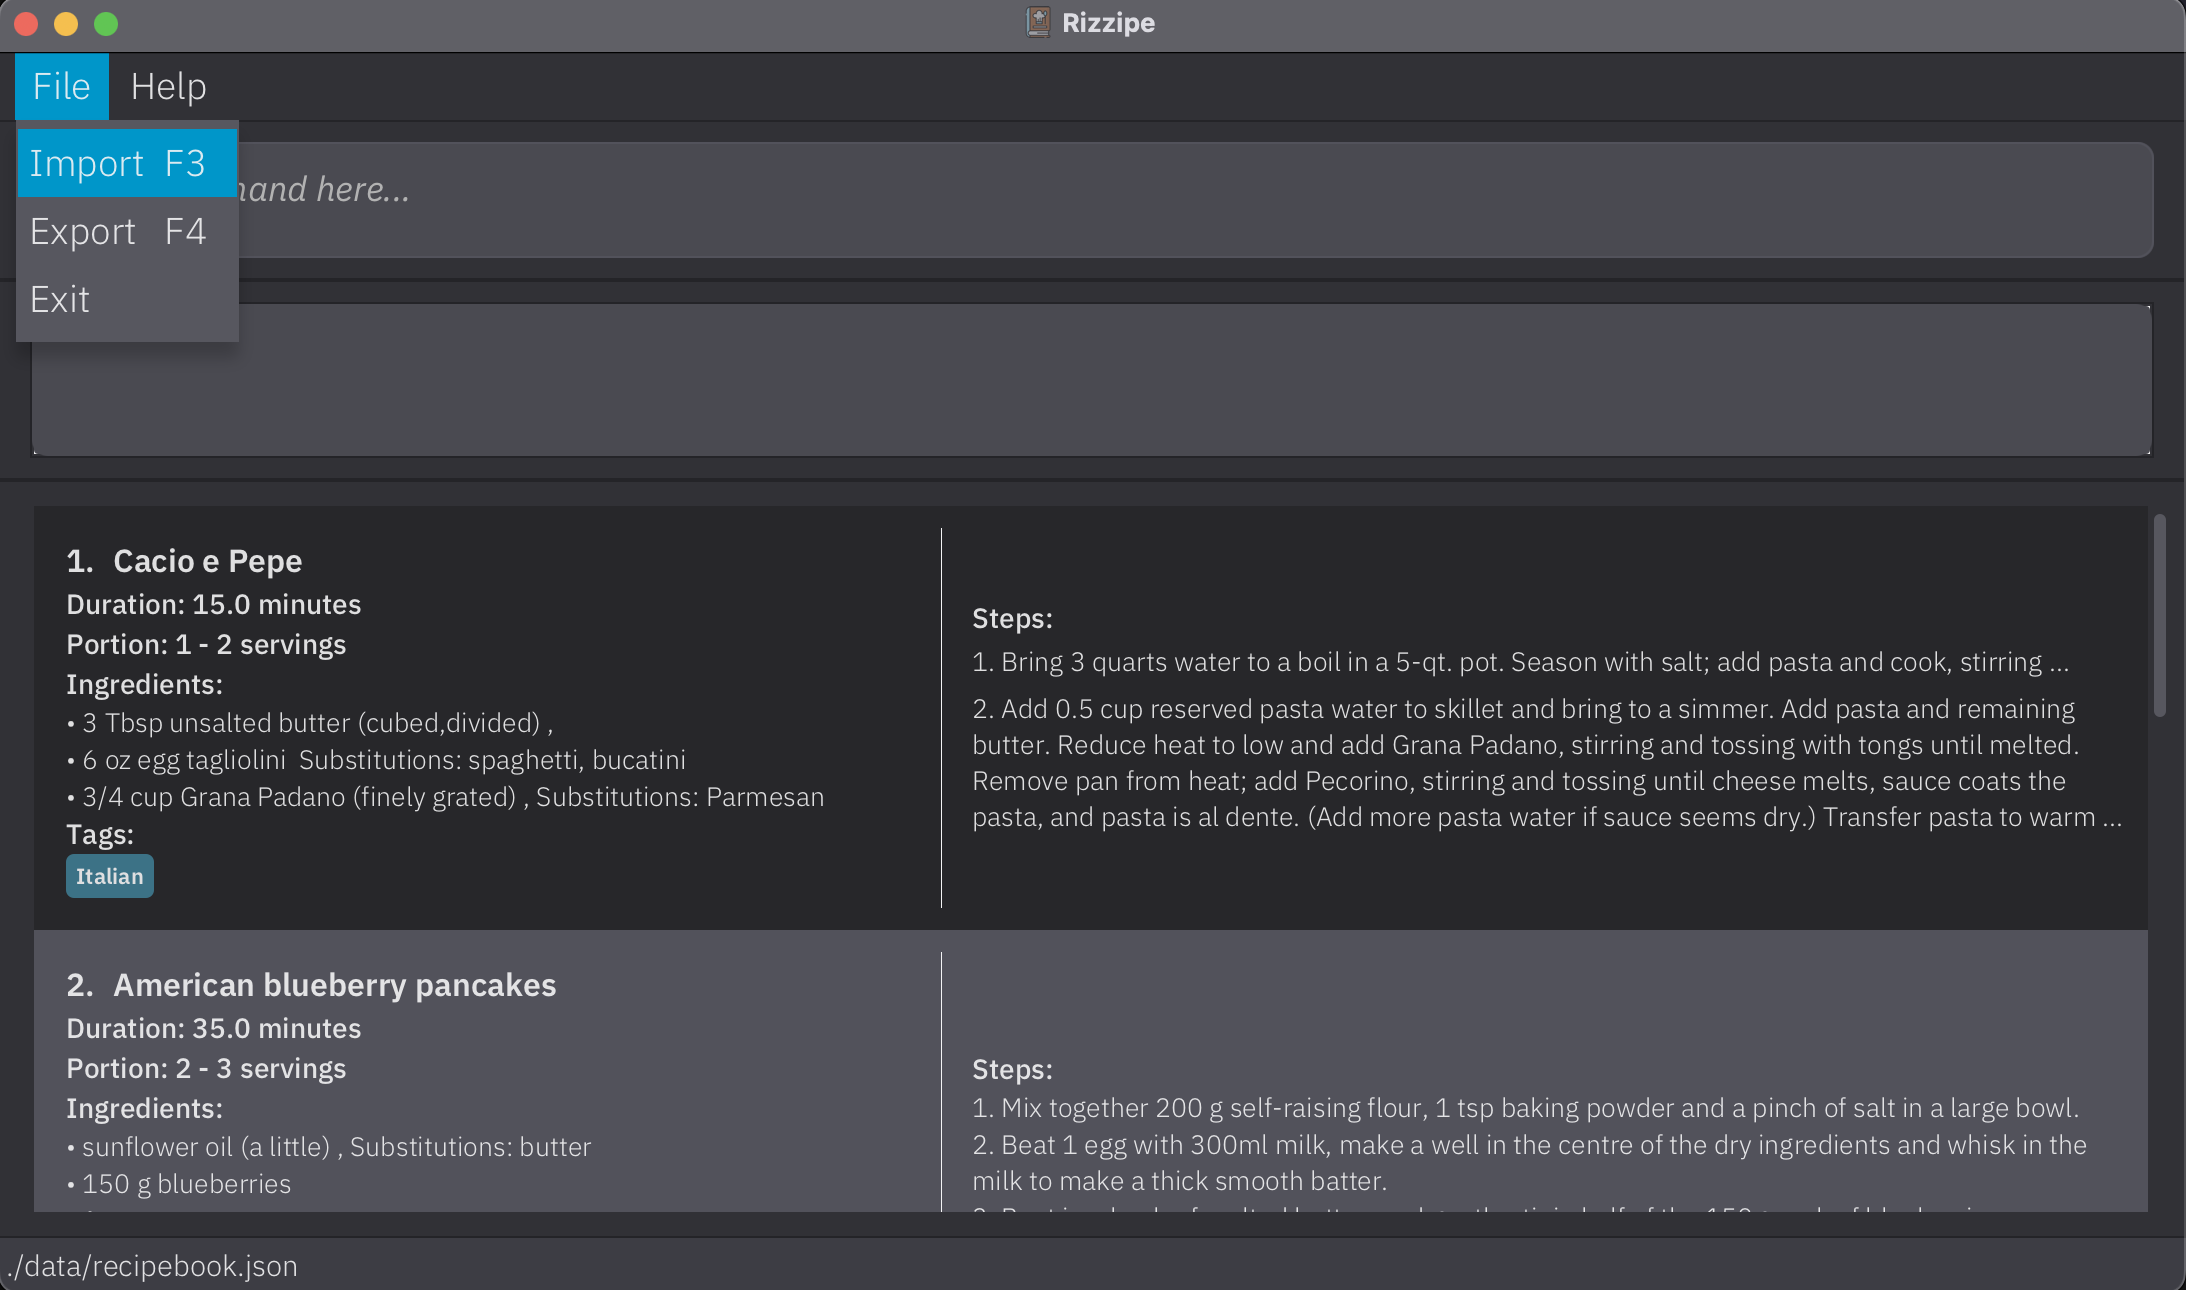 Rizzipe
File Help
Import F3
Export F4
Exit
here...
1. Cacio e Pepe
Duration: 15.0 minutes
Portion: 1 - 2 servings
Ingredients:
• 3 Tbsp unsalted butter (cubed,divided) ,
• 6 oz egg tagliolini  Substitutions: spaghetti, bucatini
• 3/4 cup Grana Padano (finely grated) , Substitutions: Parmesan
Tags:
Italian
Steps:
1. Bring 3 quarts water to a boil in a 5-qt. pot. Season with salt; add pasta and cook, stirring ...
2. Add 0.5 cup reserved pasta water to skillet and bring to a simmer. Add pasta and remaining
butter. Reduce heat to low and add Grana Padano, stirring and tossing with tongs until melted.
Remove pan from heat; add Pecorino, stirring and tossing until cheese melts, sauce coats the
pasta, and pasta is al dente. (Add more pasta water if sauce seems dry.) Transfer pasta to warm ...
2. American blueberry pancakes
Duration: 35.0 minutes
Portion: 2 - 3 servings
Ingredients:
• sunflower oil (a little) , Substitutions: butter
• 150 g blueberries
Steps:
1. Mix together 200 g self-raising flour, 1 tsp baking powder and a pinch of salt in a large bowl.
2. Beat 1 egg with 300ml milk, make a well in the centre of the dry ingredients and whisk in the
milk to make a thick smooth batter.
./data/recipebook.json